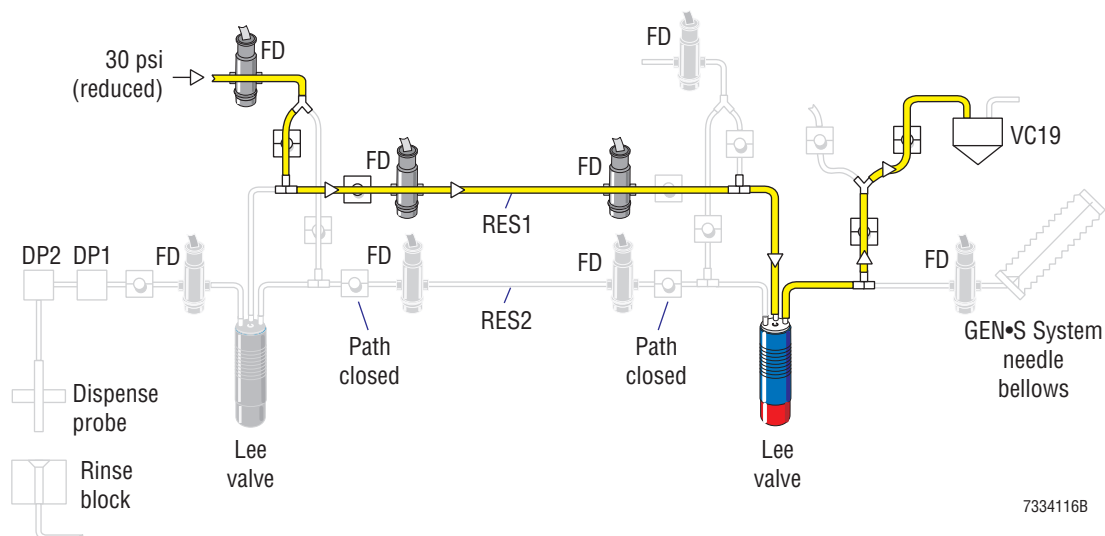 FD
30 psi
(reduced)
FD
VC19
FD
FD
RES1
DP2
DP1
FD
FD
FD
FD
RES2
GEN•S System
needle
bellows
Path
closed
Path
closed
Dispense
probe
Lee
valve
Lee
valve
Rinse
block
7334116B